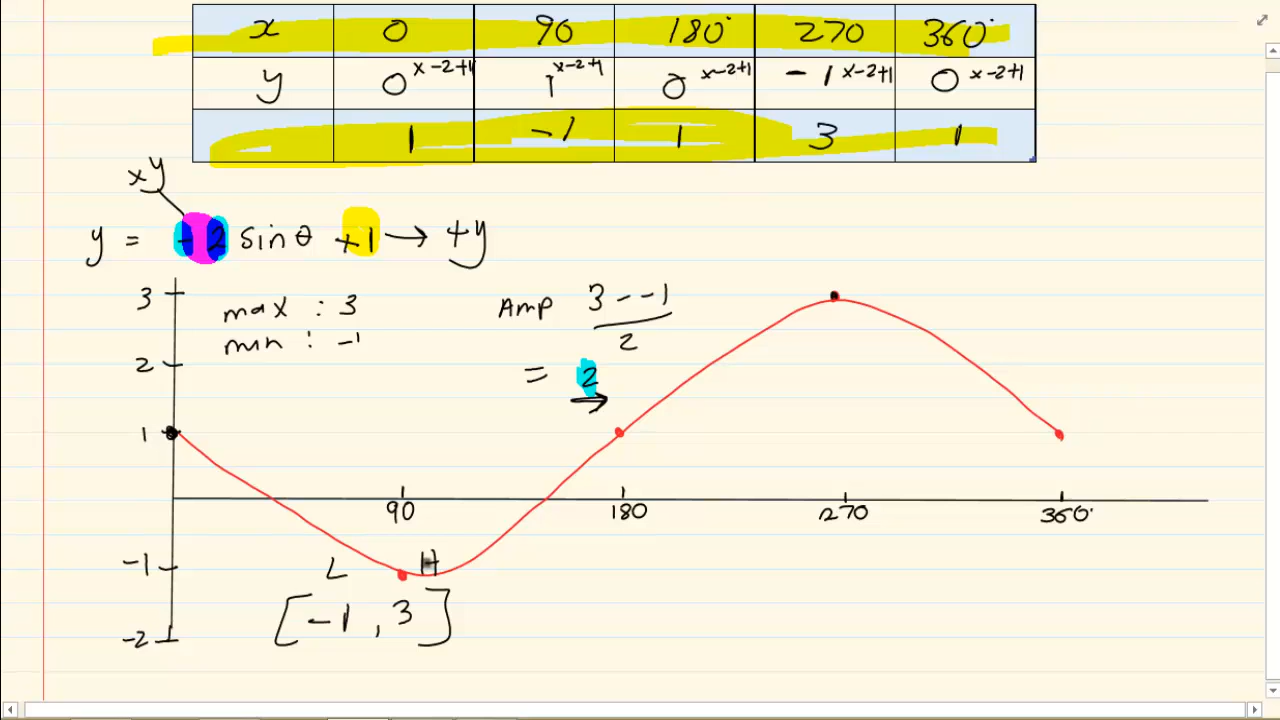 x 0 90 180° 270 360°
y 0 x-2+1 1 x-2+1 0 x-2+1 -1 x-2+1 0 x-2+1
1 -1 1 3 1
xy
y = -2 sinθ +1 → +y
3 max : 3 Amp 3 - -1
min : -1 2
2 = 2
1
90 180 270 360°
-1 L H
[-1, 3]
-2